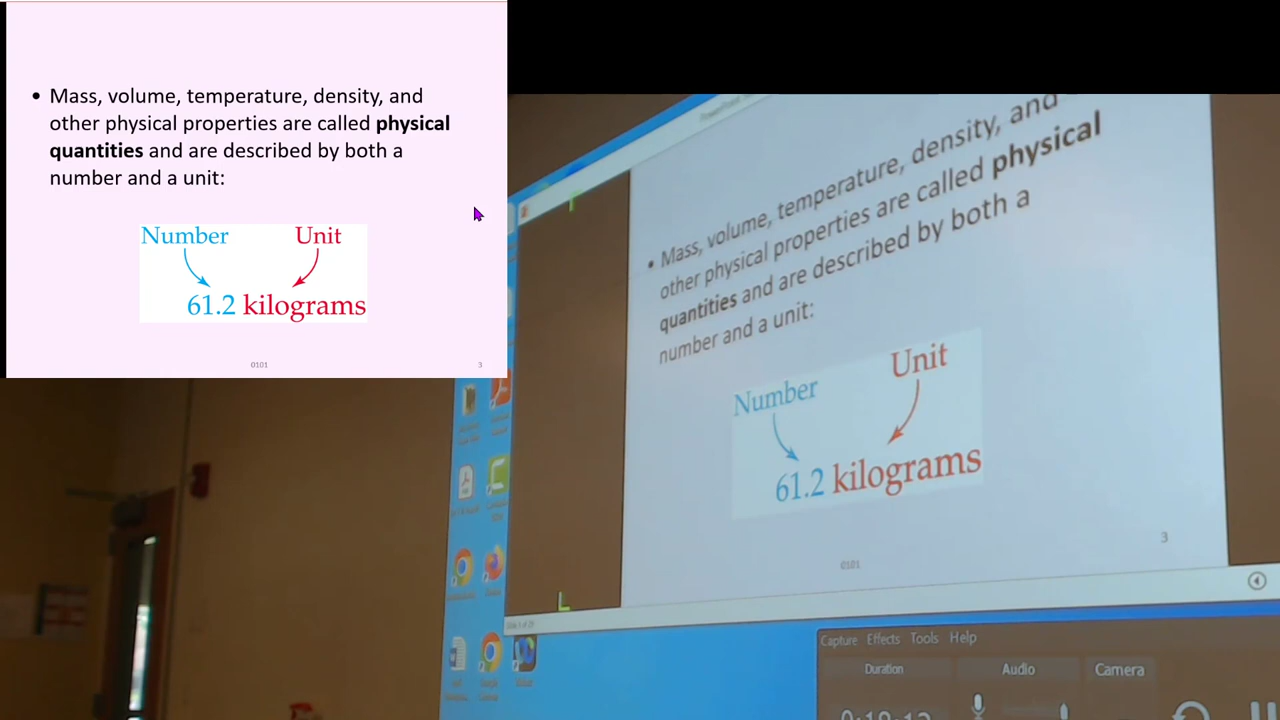 • Mass, volume, temperature, density, and
other physical properties are called physical
quantities and are described by both a
number and a unit:
Number Unit
61.2 kilograms
0101 3
• Mass, volume, temperature, density, and
other physical properties are called physical
quantities and are described by both a
number and a unit:
Number Unit
61.2 kilograms
0101 3
Capture Effects Tools Help
Duration Audio Camera